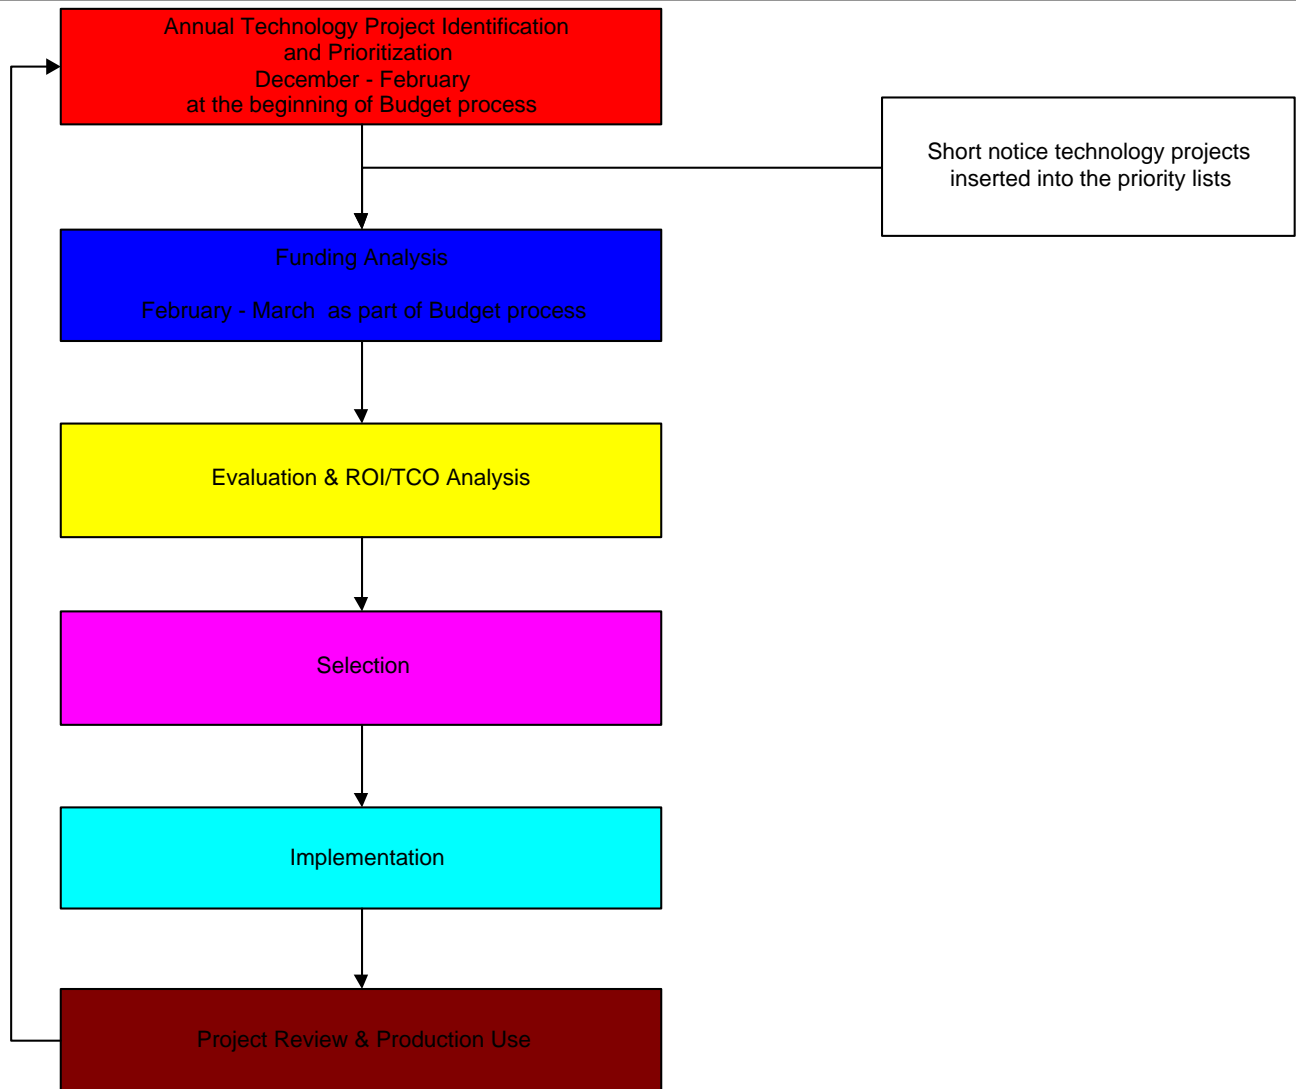 Annual Technology Project Identification
and Prioritization
December - February
at the beginning of Budget process
Short notice technology projects
inserted into the priority lists
Funding Analysis
February - March  as part of Budget process
Evaluation & ROI/TCO Analysis
Selection
Implementation
Project Review & Production Use